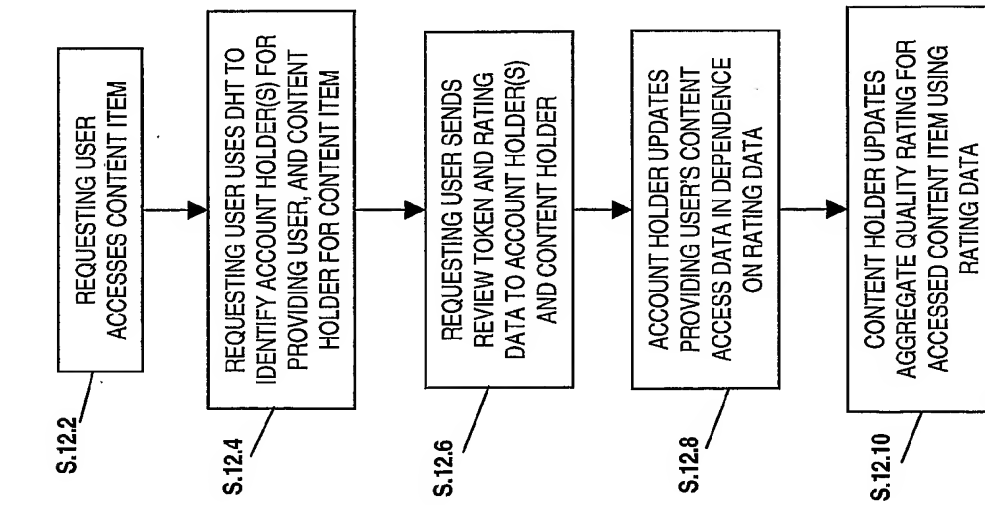 S.12.2
REQUESTING USER
ACCESSES CONTENT ITEM
S.12.4
REQUESTING USER USES DHT TO
IDENTIFY ACCOUNT HOLDER(S) FOR
PROVIDING USER, AND CONTENT
HOLDER FOR CONTENT ITEM
S.12.6
REQUESTING USER SENDS
REVIEW TOKEN AND RATING
DATA TO ACCOUNT HOLDER(S)
AND CONTENT HOLDER
S.12.8
ACCOUNT HOLDER UPDATES
PROVIDING USER'S CONTENT
ACCESS DATA IN DEPENDENCE
ON RATING DATA
S.12.10
CONTENT HOLDER UPDATES
AGGREGATE QUALITY RATING FOR
ACCESSED CONTENT ITEM USING
RATING DATA